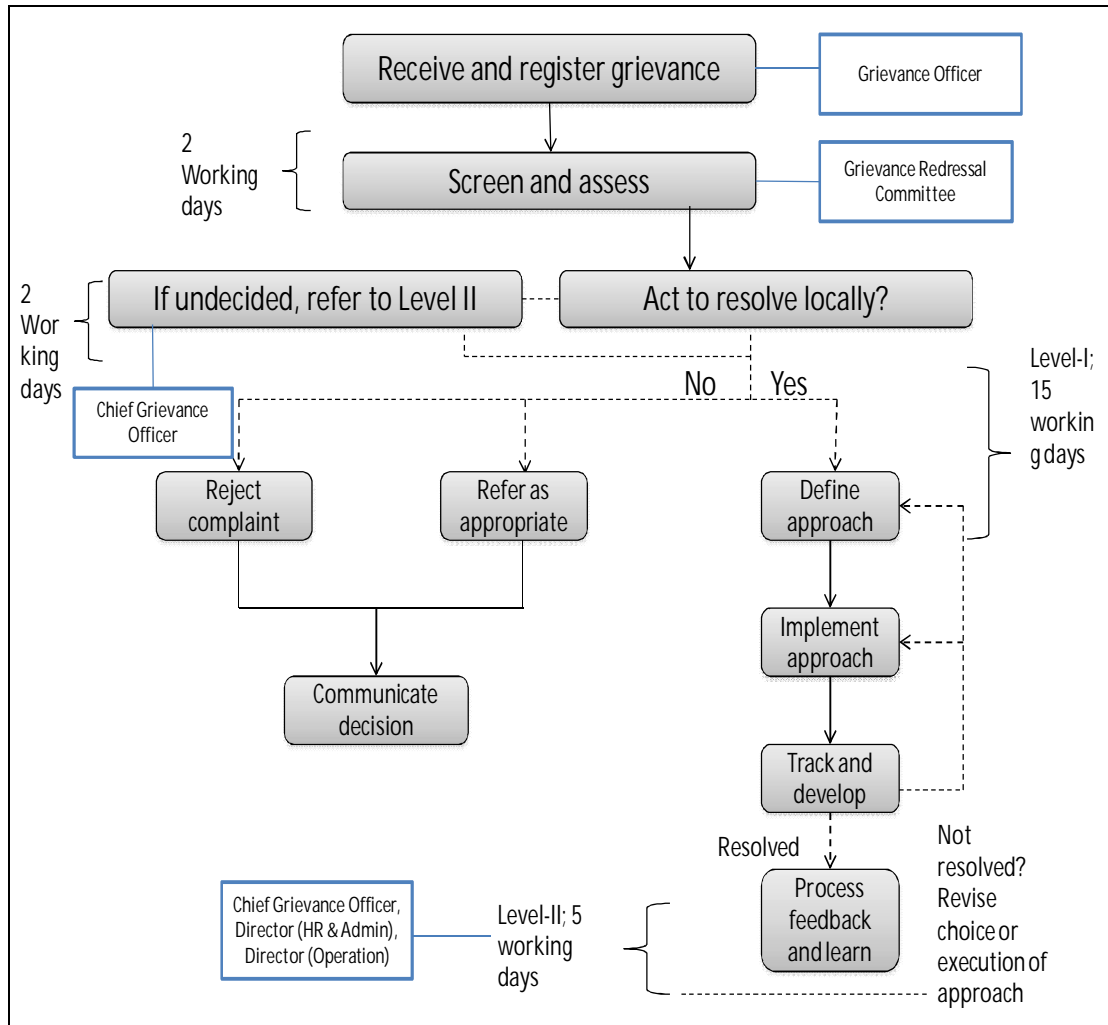 Receive and register grievance
Grievance Officer
2
Working
days
Screen and assess
Grievance Redressal
Committee
2
Wor
king
days
If undecided, refer to Level II
Act to resolve locally?
Chief Grievance
Officer
No
Yes
Level-I;
15
workin
g days
Reject
complaint
Refer as
appropriate
Define
approach
Implement
approach
Communicate
decision
Track and
develop
Resolved
Process
feedback
and learn
Not
resolved?
Revise
choice or
execution of
approach
Chief Grievance Officer,
Director (HR & Admin),
Director (Operation)
Level-II; 5
working
days